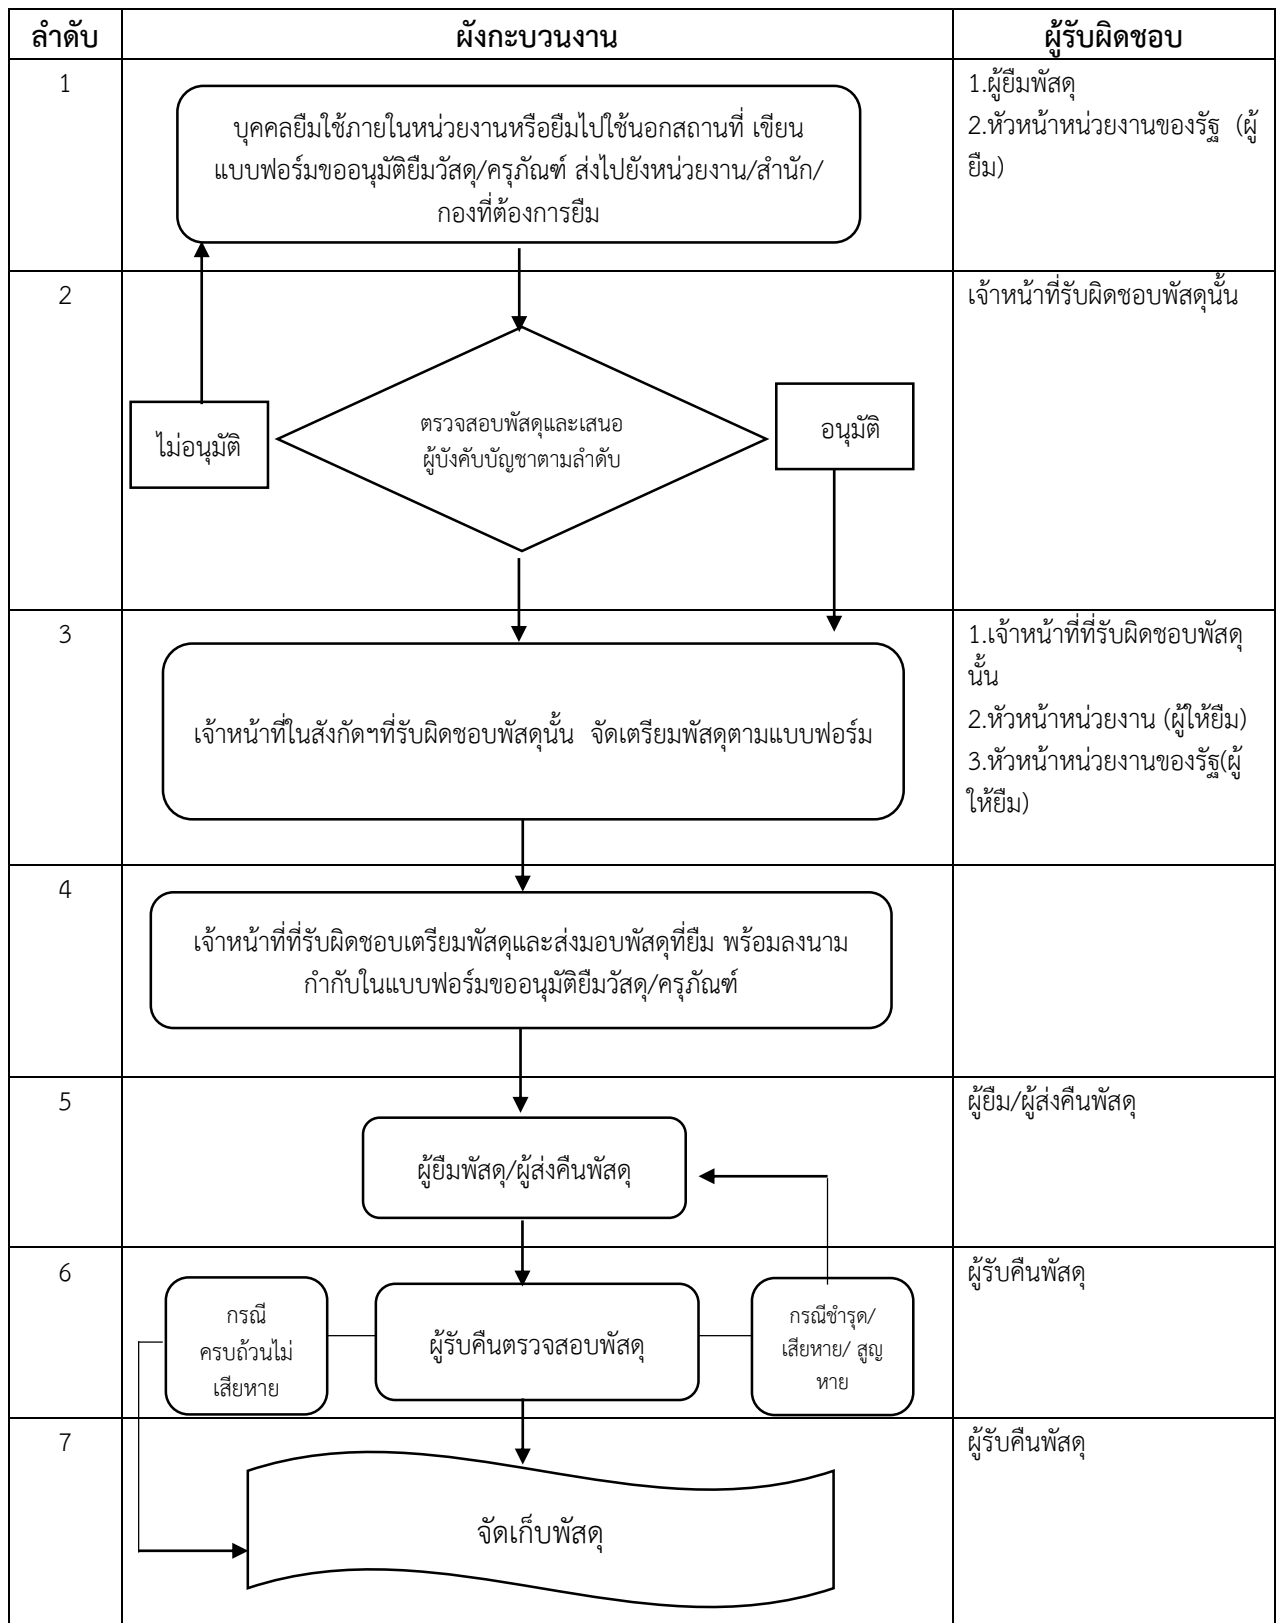 ลำดับ ผังกะบวนงาน ผู้รับผิดชอบ
1
บุคคลยืมใช้ภายในหน่วยงานหรือยืมไปใช้นอกสถานที่ เขียน
แบบฟอร์มขออนุมัติยืมวัสดุ/ครุภัณฑ์ ส่งไปยังหน่วยงาน/สำนัก/
กองที่ต้องการยืม
1.ผู้ยืมพัสดุ
2.หัวหน้าหน่วยงานของรัฐ (ผู้
ยืม)
2
ไม่อนุมัติ
ตรวจสอบพัสดุและเสนอ
ผู้บังคับบัญชาตามลำดับ
อนุมัติ
เจ้าหน้าที่รับผิดชอบพัสดุนั้น
3
เจ้าหน้าที่ในสังกัดฯที่รับผิดชอบพัสดุนั้น จัดเตรียมพัสดุตามแบบฟอร์ม
1.เจ้าหน้าที่ที่รับผิดชอบพัสดุ
นั้น
2.หัวหน้าหน่วยงาน (ผู้ให้ยืม)
3.หัวหน้าหน่วยงานของรัฐ(ผู้
ให้ยืม)
4
เจ้าหน้าที่ที่รับผิดชอบเตรียมพัสดุและส่งมอบพัสดุที่ยืม พร้อมลงนาม
กำกับในแบบฟอร์มขออนุมัติยืมวัสดุ/ครุภัณฑ์
5
ผู้ยืมพัสดุ/ผู้ส่งคืนพัสดุ
ผู้ยืม/ผู้ส่งคืนพัสดุ
6
กรณี
ครบถ้วนไม่
เสียหาย
ผู้รับคืนตรวจสอบพัสดุ
กรณีชำรุด/
เสียหาย/ สูญ
หาย
ผู้รับคืนพัสดุ
7
จัดเก็บพัสดุ
ผู้รับคืนพัสดุ